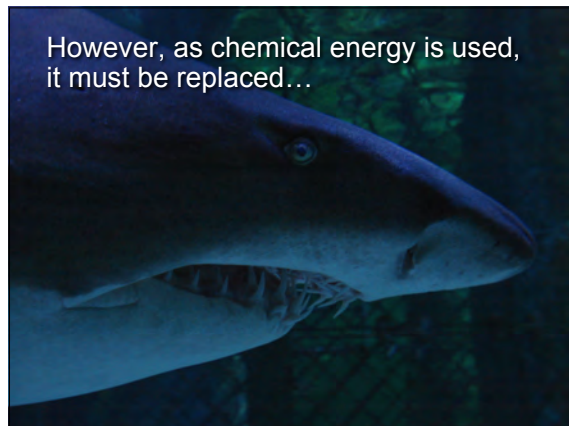 However, as chemical energy is used,
it must be replaced…